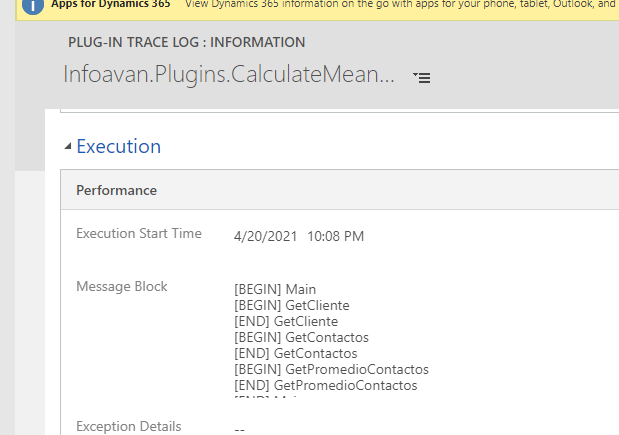 Apps for Dynamics 365 View Dynamics 365 information on the go with apps for your phone, tablet, Outlook, and
PLUG-IN TRACE LOG : INFORMATION
Infoavan.Plugins.CalculateMean...
Execution
Performance
Execution Start Time 4/20/2021 10:08 PM
Message Block
[BEGIN] Main
[BEGIN] GetCliente
[END] GetCliente
[BEGIN] GetContactos
[END] GetContactos
[BEGIN] GetPromedioContactos
[END] GetPromedioContactos
[END] Main
Exception Details --